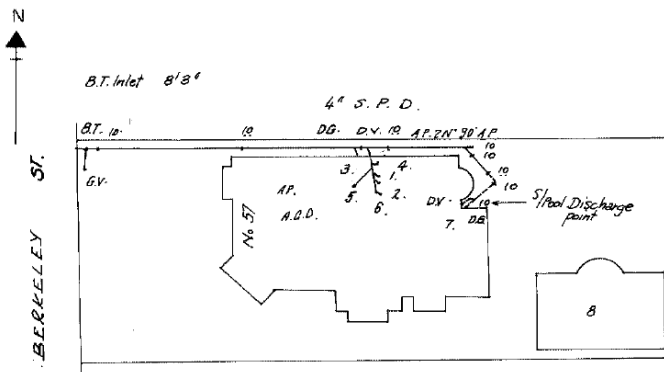 N
B.T. Inlet 8'3"
4" S. P. D.
B.T. 10. 10 D.G. D.V. 10. A.P. 2 Nº 90° A.P.
10
10
3. 4. 10
G.V. 1. 10
A.P. 5. 2. D.V. 10 S/Pool Discharge
A.O.D. 6. 7. D.G. point
No 57
BERKELEY ST.
8